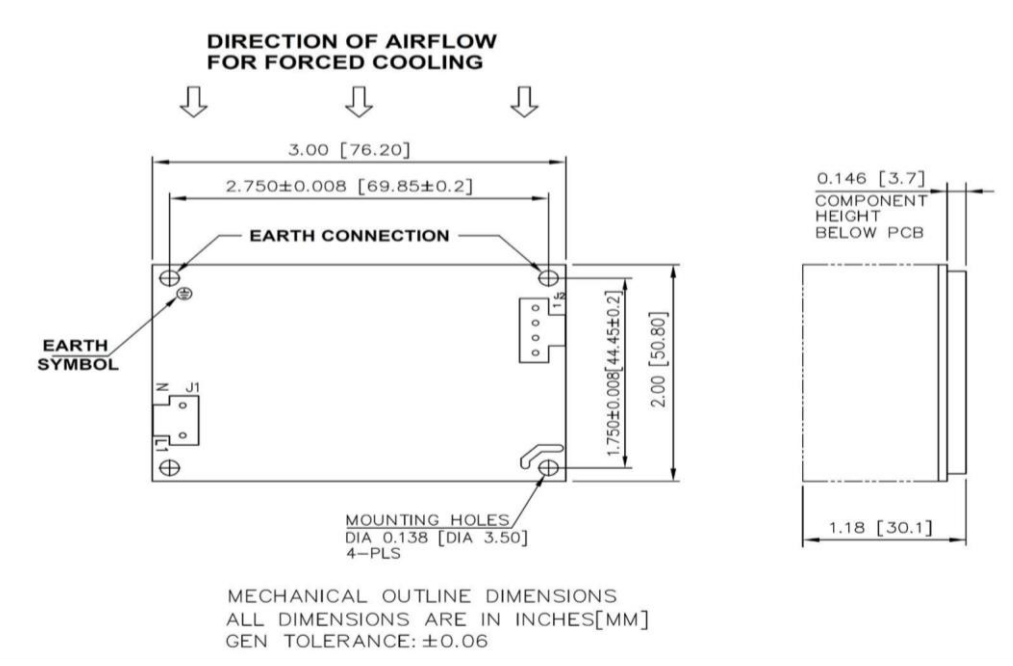 DIRECTION OF AIRFLOW
FOR FORCED COOLING
3.00 [76.20]
2.750±0.008 [69.85±0.2]
0.146 [3.7]
COMPONENT
HEIGHT
BELOW PCB
EARTH CONNECTION
J2
1
EARTH
SYMBOL
1.750±0.008[44.45±0.2]
2.00 [50.80]
N
J1
L1
MOUNTING HOLES
DIA 0.138 [DIA 3.50]
4-PLS
1.18 [30.1]
MECHANICAL OUTLINE DIMENSIONS
ALL DIMENSIONS ARE IN INCHES[MM]
GEN TOLERANCE: ±0.06